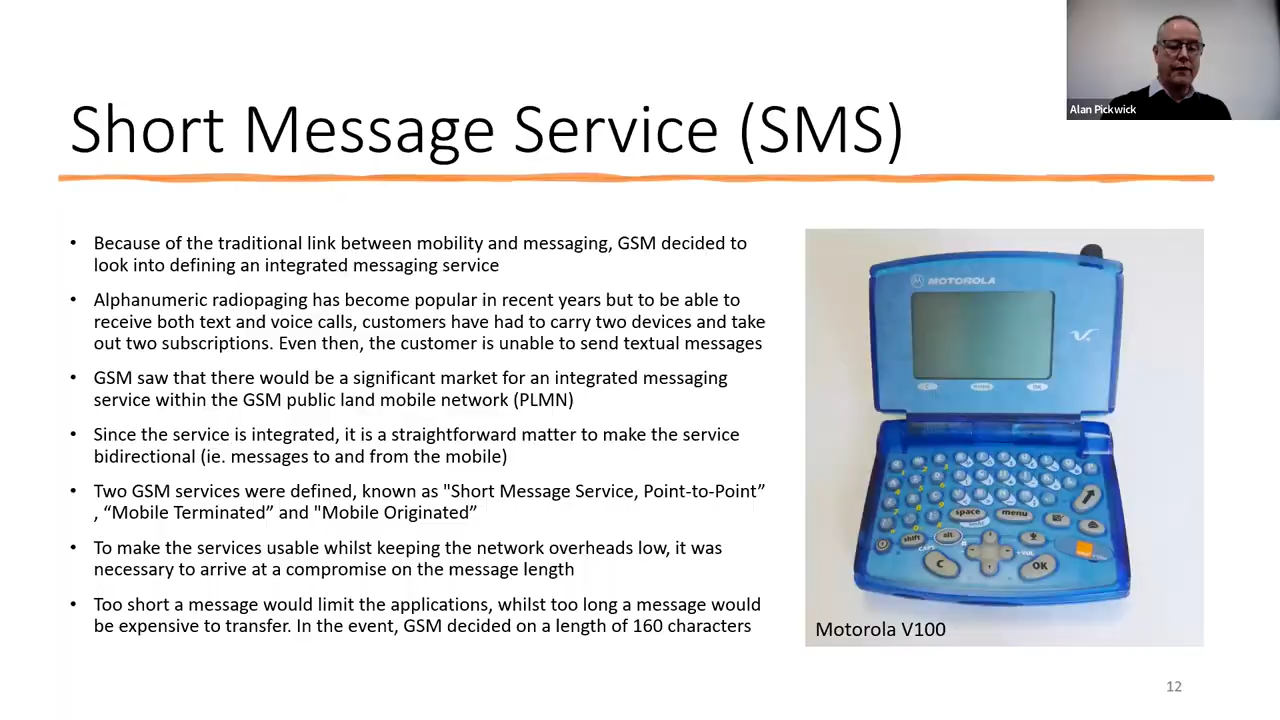 Alan Pickwick
Short Message Service (SMS)
• Because of the traditional link between mobility and messaging, GSM decided to
look into defining an integrated messaging service
• Alphanumeric radiopaging has become popular in recent years but to be able to
receive both text and voice calls, customers have had to carry two devices and take
out two subscriptions. Even then, the customer is unable to send textual messages
• GSM saw that there would be a significant market for an integrated messaging
service within the GSM public land mobile network (PLMN)
• Since the service is integrated, it is a straightforward matter to make the service
bidirectional (ie. messages to and from the mobile)
• Two GSM services were defined, known as "Short Message Service, Point-to-Point”
, “Mobile Terminated” and "Mobile Originated”
• To make the services usable whilst keeping the network overheads low, it was
necessary to arrive at a compromise on the message length
• Too short a message would limit the applications, whilst too long a message would
be expensive to transfer. In the event, GSM decided on a length of 160 characters
MOTOROLA
V.
C OK
space menu
shift alt
CAPS
VOL
C OK
Motorola V100
12